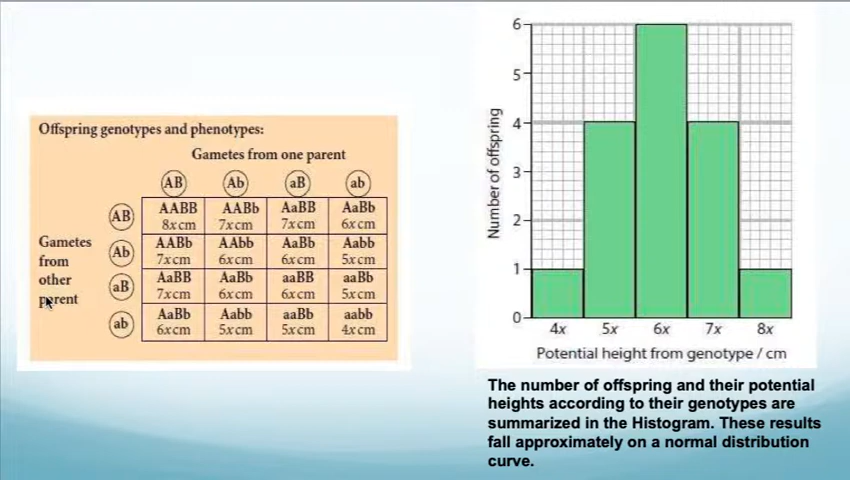 Offspring genotypes and phenotypes:
Gametes from one parent
AB Ab aB ab
AB AABB AABb AaBB AaBb
8x cm 7x cm 7x cm 6x cm
Gametes from other parent
Ab AABb AAbb AaBb Aabb
7x cm 6x cm 6x cm 5x cm
aB AaBB AaBb aaBB aaBb
7x cm 6x cm 6x cm 5x cm
ab AaBb Aabb aaBb aabb
6x cm 5x cm 5x cm 4x cm
Number of offspring
6
5
4
3
2
1
0
4x 5x 6x 7x 8x
Potential height from genotype / cm
The number of offspring and their potential
heights according to their genotypes are
summarized in the Histogram. These results
fall approximately on a normal distribution
curve.